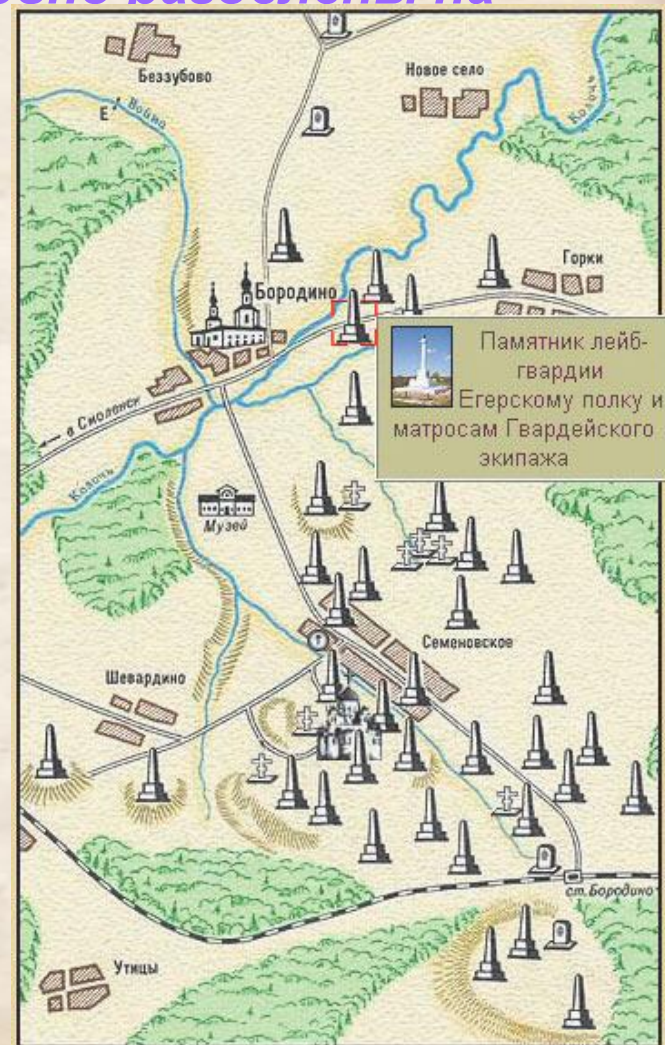 Беззубово
Новое село
Война
Е
Колочь
Горки
Бородино
Памятник лейб-
гвардии
Егерскому полку и
матросам Гвардейского
экипажа
в Смоленск
Колочь
Музей
Семеновское
Шевардино
ст. Бородино
Утицы